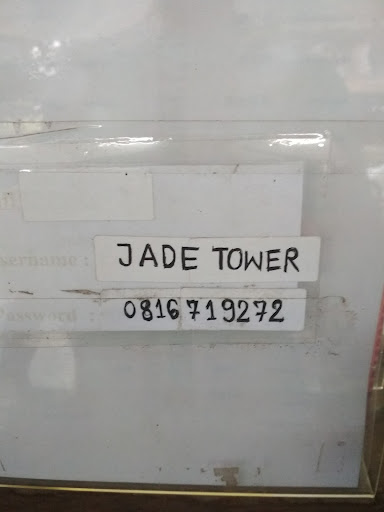 sername : JADE TOWER
Password : 0816719272